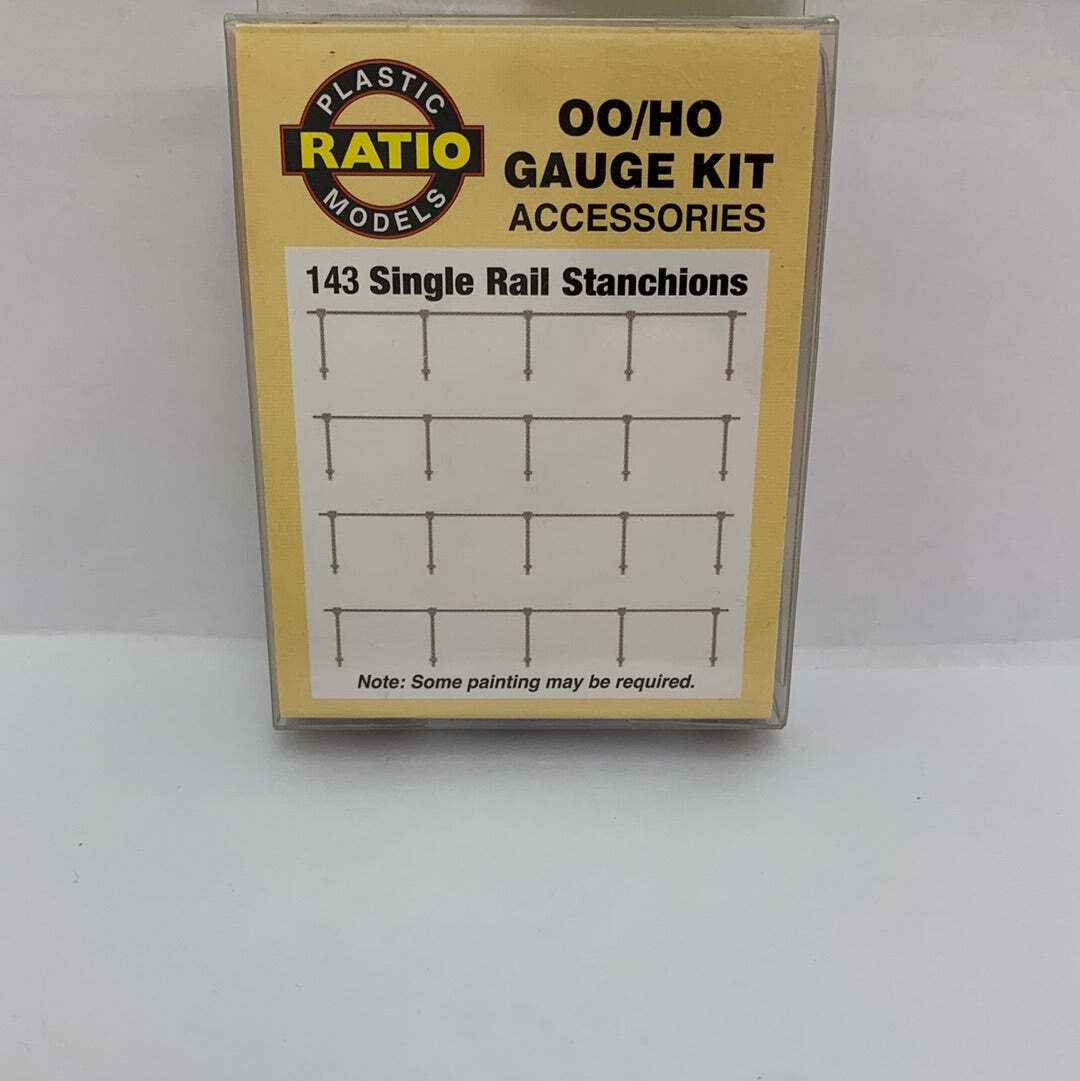 PLASTIC
RATIO
MODELS
OO/HO
GAUGE KIT
ACCESSORIES
143 Single Rail Stanchions
Note: Some painting may be required.